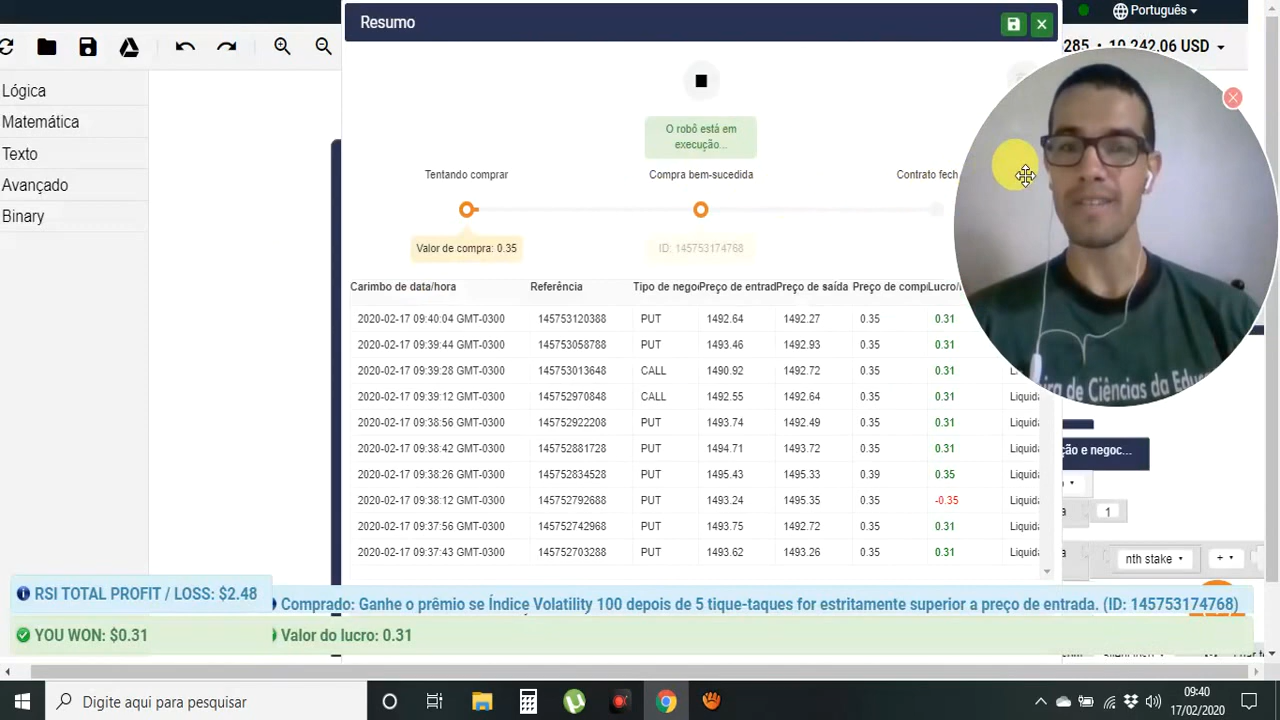 Resumo
Português
285 • 10,242.06 USD
Lógica
Matemática
Texto
Avançado
Binary
O robô está em
execução...
Tentando comprar
Compra bem-sucedida
Contrato fech
Valor de compra: 0.35
ID: 145753174768
Carimbo de data/hora Referência Tipo de nego Preço de entrad Preço de saída Preço de comp Lucro/
2020-02-17 09:40:04 GMT-0300 145753120388 PUT 1492.64 1492.27 0.35 0.31
2020-02-17 09:39:44 GMT-0300 145753058788 PUT 1493.46 1492.93 0.35 0.31
2020-02-17 09:39:28 GMT-0300 145753013648 CALL 1490.92 1492.72 0.35 0.31
2020-02-17 09:39:12 GMT-0300 145752970848 CALL 1492.55 1492.64 0.35 0.31 Liquida
2020-02-17 09:38:56 GMT-0300 145752922208 PUT 1493.74 1492.49 0.35 0.31 Liquida
2020-02-17 09:38:42 GMT-0300 145752881728 PUT 1494.71 1493.72 0.35 0.31 Liquida
2020-02-17 09:38:26 GMT-0300 145752834528 PUT 1495.43 1495.33 0.39 0.35 Liquida
2020-02-17 09:38:12 GMT-0300 145752792688 PUT 1493.24 1495.35 0.35 -0.35 Liquida
2020-02-17 09:37:56 GMT-0300 145752742968 PUT 1493.75 1492.72 0.35 0.31 Liquida
2020-02-17 09:37:43 GMT-0300 145752703288 PUT 1493.62 1493.26 0.35 0.31 Liquida
ira de Ciências da Educ
ção e negoc...
1
nth stake
+
RSI TOTAL PROFIT / LOSS: $2.48
Comprado: Ganhe o prêmio se Índice Volatility 100 depois de 5 tique-taques for estritamente superior a preço de entrada. (ID: 145753174768)
YOU WON: $0.31
Valor do lucro: 0.31
Digite aqui para pesquisar
09:40
17/02/2020